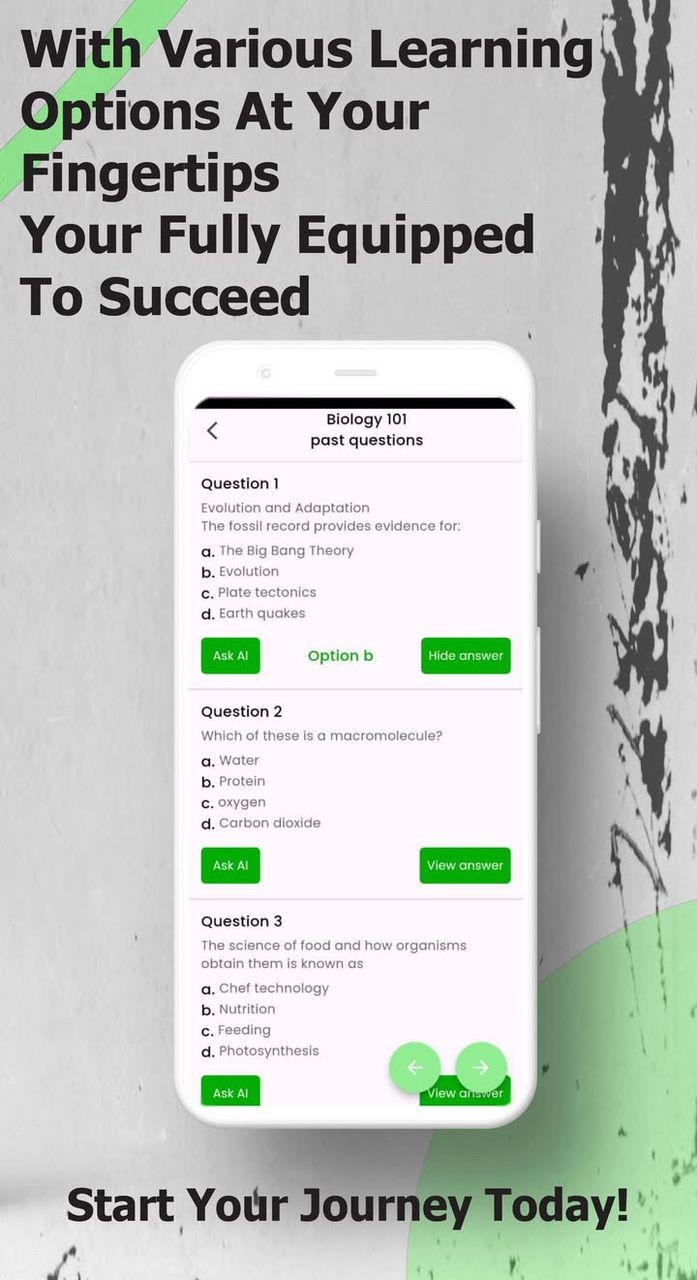 With Various Learning
Options At Your
Fingertips
Your Fully Equipped
To Succeed
Biology 101
past questions
Question 1
Evolution and Adaptation
The fossil record provides evidence for:
a. The Big Bang Theory
b. Evolution
c. Plate tectonics
d. Earth quakes
Ask AI Option b Hide answer
Question 2
Which of these is a macromolecule?
a. Water
b. Protein
c. oxygen
d. Carbon dioxide
Ask AI View answer
Question 3
The science of food and how organisms
obtain them is known as
a. Chef technology
b. Nutrition
c. Feeding
d. Photosynthesis
Ask AI View answer
Start Your Journey Today!